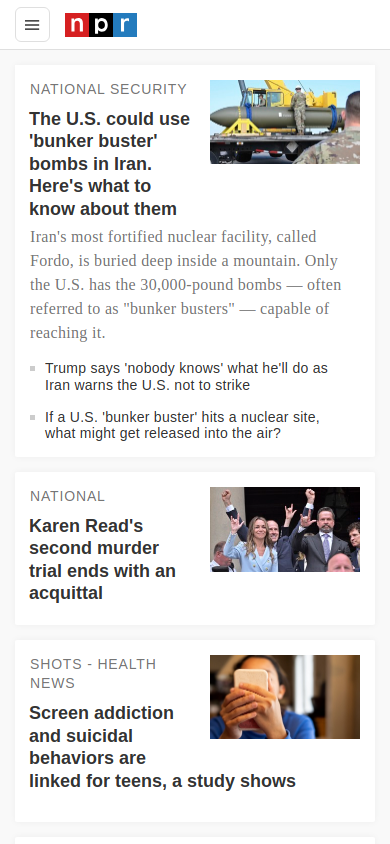 npr
NATIONAL SECURITY
The U.S. could use
'bunker buster'
bombs in Iran.
Here's what to
know about them
Iran's most fortified nuclear facility, called
Fordo, is buried deep inside a mountain. Only
the U.S. has the 30,000-pound bombs — often
referred to as "bunker busters" — capable of
reaching it.
Trump says 'nobody knows' what he'll do as
Iran warns the U.S. not to strike
If a U.S. 'bunker buster' hits a nuclear site,
what might get released into the air?
NATIONAL
Karen Read's
second murder
trial ends with an
acquittal
SHOTS - HEALTH
NEWS
Screen addiction
and suicidal
behaviors are
linked for teens, a study shows